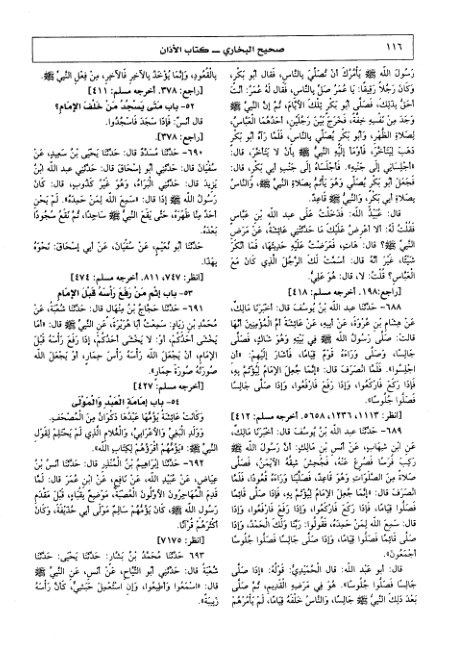 ١١٦
صحيح البخاري ــ كتاب الأذان
رَسُولَ اللهِ ﷺ يَأْمُرُكَ أَنْ تُصَلِّيَ بِالنَّاسِ، فَقَالَ أَبُو بَكْرٍ،
وَكَانَ رَجُلًا رَقِيقًا: يَا عُمَرُ صَلِّ بِالنَّاسِ، فَقَالَ لَهُ عُمَرُ: أَنْتَ
أَحَقُّ بِذَلِكَ، فَصَلَّى أَبُو بَكْرٍ تِلْكَ الأَيَّامَ، ثُمَّ إِنَّ النَّبِيَّ ﷺ
وَجَدَ مِنْ نَفْسِهِ خِفَّةً، فَخَرَجَ بَيْنَ رَجُلَيْنِ، أَحَدُهُمَا الْعَبَّاسُ،
لِصَلَاةِ الظُّهْرِ، وَأَبُو بَكْرٍ يُصَلِّي بِالنَّاسِ، فَلَمَّا رَآهُ أَبُو بَكْرٍ
ذَهَبَ لِيَتَأَخَّرَ، فَأَوْمَأَ إِلَيْهِ النَّبِيُّ ﷺ بِأَنْ لَا يَتَأَخَّرَ، قَالَ:
«أَجْلِسَانِي إِلَى جَنْبِهِ». فَأَجْلَسَاهُ إِلَى جَنْبِ أَبِي بَكْرٍ، قَالَ:
فَجَعَلَ أَبُو بَكْرٍ يُصَلِّي وَهُوَ يَأْتَمُّ بِصَلَاةِ النَّبِيِّ ﷺ، وَالنَّاسُ
بِصَلَاةِ أَبِي بَكْرٍ، وَالنَّبِيُّ ﷺ قَاعِدٌ.
قَالَ: عُبَيْدُ اللهِ: فَدَخَلْتُ عَلَى عبد الله بْنِ عَبَّاسٍ
فَقُلْتُ لَهُ: أَلَا أَعْرِضُ عَلَيْكَ مَا حَدَّثَتْنِي عَائِشَةُ، عَنْ مَرَضِ
النَّبِيِّ ﷺ؟ قَالَ: هَاتِ، فَعَرَضْتُ عَلَيْهِ حَدِيثَهَا، فَمَا أَنْكَرَ
شَيْئًا، غَيْرَ أَنَّهُ قَالَ: أَسَمَّتْ لَكَ الرَّجُلَ الَّذِي كَانَ مَعَ
الْعَبَّاسِ؟ قُلْتُ: لَا، قَالَ: هُوَ عَلِيٌّ.
[راجع:١٩٨. أخرجه مسلم: ٤١٨]
٦٨٨- حَدَّثَنَا عَبْدُ اللهِ بْنُ يُوسُفَ قَالَ: أَخْبَرَنَا مَالِكٌ،
عَنْ هِشَامِ بْنِ عُرْوَةَ، عَنْ أَبِيهِ، عَنْ عَائِشَةَ أُمِّ الْمُؤْمِنِينَ أَنَّهَا
قَالَتْ: صَلَّى رَسُولُ اللهِ ﷺ فِي بَيْتِهِ وَهُوَ شَاكٍ، فَصَلَّى
جَالِسًا، وَصَلَّى وَرَاءَهُ قَوْمٌ قِيَامًا، فَأَشَارَ إِلَيْهِمْ: «أَنِ
اجْلِسُوا». فَلَمَّا انْصَرَفَ قَالَ: «إِنَّمَا جُعِلَ الإِمَامُ لِيُؤْتَمَّ بِهِ،
فَإِذَا رَكَعَ فَارْكَعُوا، وَإِذَا رَفَعَ فَارْفَعُوا، وَإِذَا صَلَّى
جَالِسًا فَصَلُّوا جُلُوسًا».
[انظر: ١١١٣، ١٢٣٦، ٥٦٥٨. أخرجه مسلم: ٤١٢]
٦٨٩- حَدَّثَنَا عَبْدُ اللهِ بْنُ يُوسُفَ قَالَ: أَخْبَرَنَا مَالِكٌ،
عَنِ ابْنِ شِهَابٍ، عَنْ أَنَسِ بْنِ مَالِكٍ: أَنَّ رَسُولَ اللهِ ﷺ
رَكِبَ فَرَسًا فَصُرِعَ عَنْهُ، فَجُحِشَ شِقُّهُ الأَيْمَنُ، فَصَلَّى
صَلَاةً مِنَ الصَّلَوَاتِ وَهُوَ قَاعِدٌ، فَصَلَّيْنَا وَرَاءَهُ قُعُودًا، فَلَمَّا
انْصَرَفَ قَالَ: «إِنَّمَا جُعِلَ الإِمَامُ لِيُؤْتَمَّ بِهِ، فَإِذَا صَلَّى قَائِمًا
فَصَلُّوا قِيَامًا، فَإِذَا رَكَعَ فَارْكَعُوا، وَإِذَا رَفَعَ فَارْفَعُوا، وَإِذَا
قَالَ: سَمِعَ اللهُ لِمَنْ حَمِدَهُ، فَقُولُوا: رَبَّنَا وَلَكَ الْحَمْدُ، وَإِذَا
صَلَّى قَائِمًا فَصَلُّوا قِيَامًا، وَإِذَا صَلَّى جَالِسًا فَصَلُّوا جُلُوسًا
أَجْمَعُونَ».
قَالَ: أَبو عَبْد الله: قَالَ: الْحُمَيْدِيُّ: قَوْلُهُ: «إِذَا صَلَّى
جَالِسًا فَصَلُّوا جُلُوسًا». هُوَ فِي مَرَضِهِ الْقَدِيمِ، ثُمَّ صَلَّى
بَعْدَ ذَلِكَ النَّبِيُّ ﷺ جَالِسًا، وَالنَّاسُ خَلْفَهُ قِيَامًا، لَمْ يَأْمُرْهُمْ
بِالْقُعُودِ، وَإِنَّمَا يُؤْخَذُ بِالآخِرِ فَالآخِرِ، مِنْ فِعْلِ النَّبِيِّ ﷺ.
[راجع: ٣٧٨. أخرجه مسلم: ٤١١]
٥٢- باب مَتَى يَسْجُدُ مَنْ خَلْفَ الإِمَامِ؟
قَالَ أَنَسٌ: فَإِذَا سَجَدَ فَاسْجُدُوا.
[راجع: ٣٧٨].
٦٩٠- حَدَّثَنَا مُسَدَّدٌ قَالَ: حَدَّثَنَا يَحْيَى بْنُ سَعِيدٍ، عَنْ
سُفْيَانَ قَالَ: حَدَّثَنِي أَبُو إِسْحَاقَ قَالَ: حَدَّثَنِي عبد الله ابْنُ
يَزِيدَ قَالَ: حَدَّثَنِي الْبَرَاءُ، وَهُوَ غَيْرُ كَذُوبٍ، قَالَ: كَانَ
رَسُولُ اللهِ ﷺ إِذَا قَالَ: «سَمِعَ اللهُ لِمَنْ حَمِدَهُ». لَمْ يَحْنِ
أَحَدٌ مِنَّا ظَهْرَهُ، حَتَّى يَقَعَ النَّبِيُّ ﷺ سَاجِدًا، ثُمَّ نَقَعُ سُجُودًا
بَعْدَهُ.
حَدَّثَنَا أَبُو نُعَيْمٍ، عَنْ سُفْيَانَ، عَنْ أَبِي إِسْحَاقَ: نَحْوَهُ
بِهَذَا.
[انظر: ٧٤٧، ٨١١. أخرجه مسلم: ٤٧٤]
٥٣- باب إِثْمِ مَنْ رَفَعَ رَأْسَهُ قَبْلَ الإِمَامِ
٦٩١- حَدَّثَنَا حَجَّاجُ بْنُ مِنْهَالٍ قَالَ: حَدَّثَنَا شُعْبَةُ، عَنْ
مُحَمَّدِ بْنِ زِيَادٍ: سَمِعْتُ أَبَا هُرَيْرَةَ، عَنِ النَّبِيِّ ﷺ قَالَ: «أَمَا
يَخْشَى أَحَدُكُمْ، أَوْ: لَا يَخْشَى أَحَدُكُمْ، إِذَا رَفَعَ رَأْسَهُ قَبْلَ
الإِمَامِ، أَنْ يَجْعَلَ اللهُ رَأْسَهُ رَأْسَ حِمَارٍ، أَوْ يَجْعَلَ اللهُ
صُورَتَهُ صُورَةَ حِمَارٍ».
[أخرجه مسلم: ٤٢٧]
٥٤- باب إِمَامَةِ الْعَبْدِ وَالْمَوْلَى
وَكَانَتْ عَائِشَةُ يَؤُمُّهَا عَبْدُهَا ذَكْوَانُ مِنَ الْمُصْحَفِ.
وَوَلَدِ الْبَغِيِّ وَالأَعْرَابِيِّ، وَالْغُلَامِ الَّذِي لَمْ يَحْتَلِمْ لِقَوْلِ
النَّبِيِّ ﷺ: «يَؤُمُّهُمْ أَقْرَؤُهُمْ لِكِتَابِ اللهِ».
٦٩٢- حَدَّثَنَا إِبْرَاهِيمُ بْنُ الْمُنْذِرِ قَالَ: حَدَّثَنَا أَنَسُ بْنُ
عِيَاضٍ، عَنْ عُبَيْدِ اللهِ، عَنْ نَافِعٍ، عَنْ ابْنِ عُمَرَ قَالَ: لَمَّا
قَدِمَ الْمُهَاجِرُونَ الأَوَّلُونَ الْعُصْبَةَ، مَوْضِعٌ بِقُبَاءٍ، قَبْلَ مَقْدَمِ
رَسُولِ اللهِ ﷺ، كَانَ يَؤُمُّهُمْ سَالِمٌ مَوْلَى أَبِي حُذَيْفَةَ، وَكَانَ
أَكْثَرَهُمْ قُرْآنًا.
[انظر: ٧١٧٥]
٦٩٣ حَدَّثَنَا مُحَمَّدُ بْنُ بَشَّارٍ: حَدَّثَنَا يَحْيَى: حَدَّثَنَا
شُعْبَةُ قَالَ: حَدَّثَنِي أَبُو التَّيَّاحِ، عَنْ أَنَسٍ، عَنِ النَّبِيِّ ﷺ
قَالَ: «اسْمَعُوا وَأَطِيعُوا، وَإِنِ اسْتُعْمِلَ حَبَشِيٌّ، كَأَنَّ رَأْسَهُ
زَبِيبَةٌ».